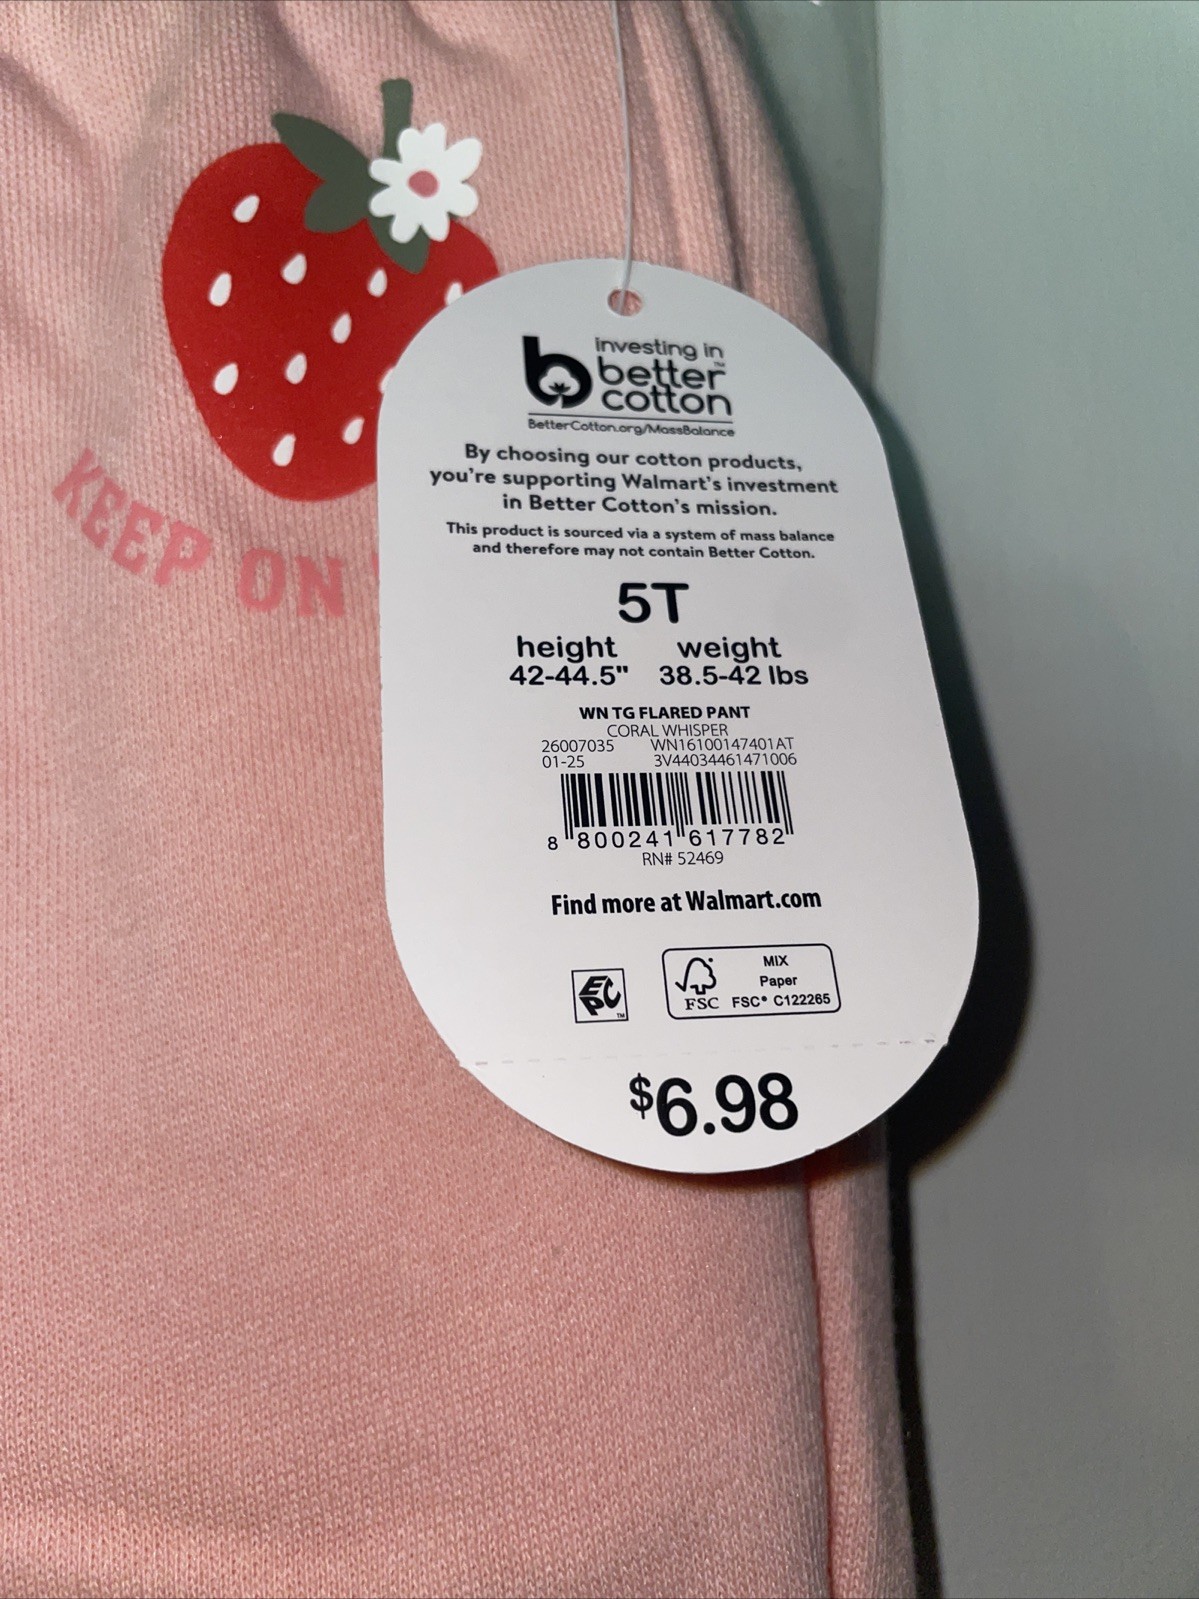 KEEP ON
investing in
better™
cotton
BetterCotton.org/MassBalance
By choosing our cotton products,
you're supporting Walmart's investment
in Better Cotton's mission.
This product is sourced via a system of mass balance
and therefore may not contain Better Cotton.
5T
height weight
42-44.5" 38.5-42 lbs
WN TG FLARED PANT
CORAL WHISPER
26007035 WN16100147401AT
01-25 3V44034461471006
8 800241 617782
RN# 52469
Find more at Walmart.com
EPC™
MIX
Paper
FSC FSC® C122265
$6.98